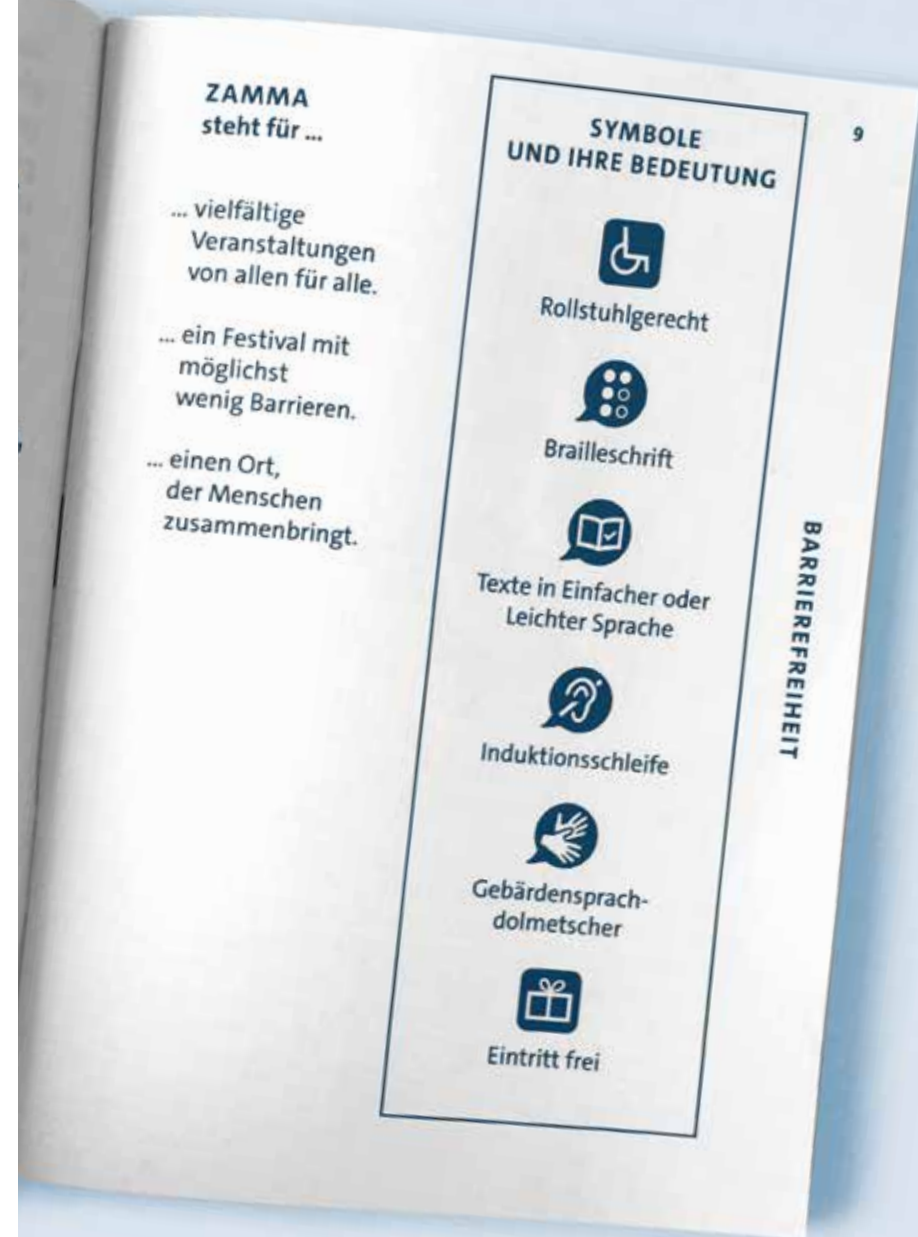 ZAMMA
steht für ...
... vielfältige
Veranstaltungen
von allen für alle.
... ein Festival mit
möglichst
wenig Barrieren.
... einen Ort,
der Menschen
zusammenbringt.
SYMBOLE
UND IHRE BEDEUTUNG
Rollstuhlgerecht
Brailleschrift
Texte in Einfacher oder
Leichter Sprache
Induktionsschleife
Gebärdensprach-
dolmetscher
Eintritt frei
9
BARRIEREFREIHEIT